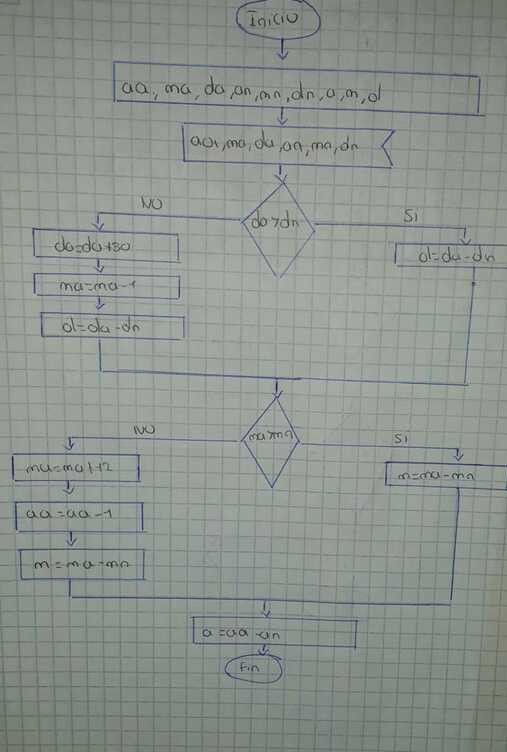 Inicio
aa, ma, da, an, mn, dn, a, m, d
aa, ma, da, an, mn, dn
da>dn
NO
Si
da=da+30
d=da-dn
ma=ma-1
d=da-dn
ma>mn
NO
Si
ma=ma+12
m=ma-mn
aa=aa-1
m=ma-mn
a=aa-an
Fin